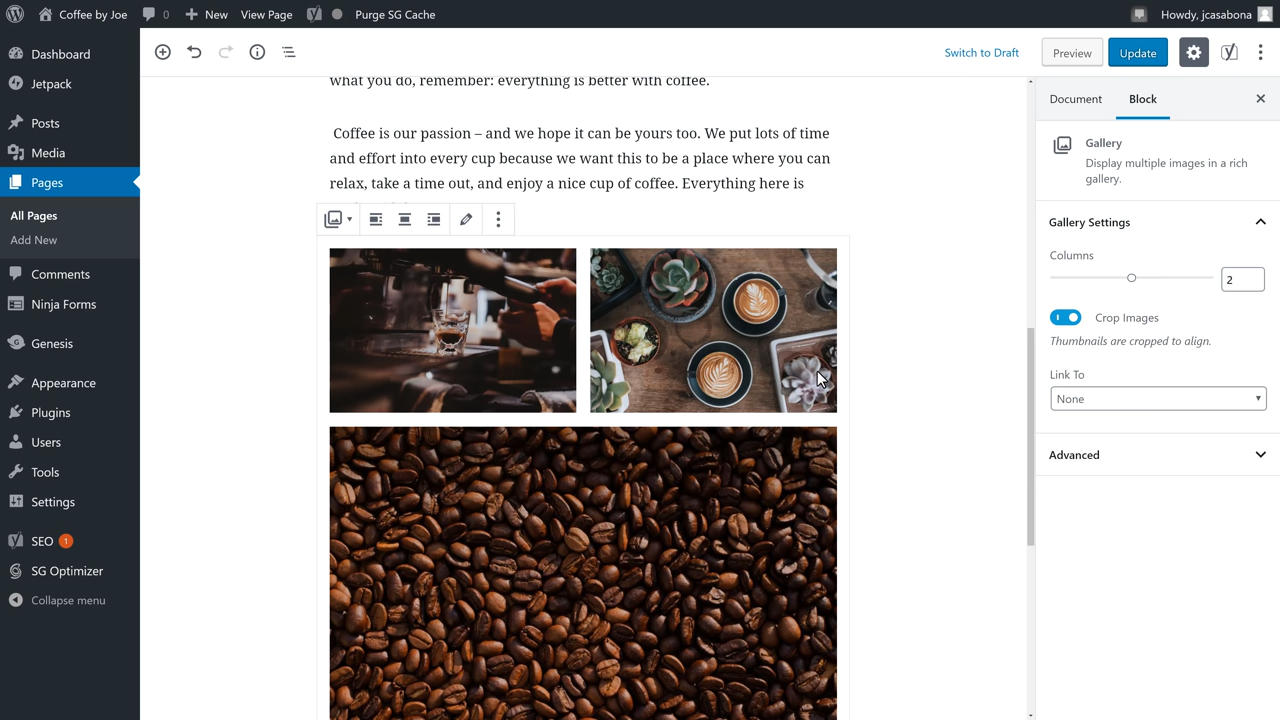 Coffee by Joe
0
New
View Page
Purge SG Cache
Howdy, jcasabona
Dashboard
Jetpack
Posts
Media
Pages
All Pages
Add New
Comments
Ninja Forms
Genesis
Appearance
Plugins
Users
Tools
Settings
SEO 1
SG Optimizer
Collapse menu
Switch to Draft
Preview
Update
what you do, remember: everything is better with coffee.
Coffee is our passion – and we hope it can be yours too. We put lots of time
and effort into every cup because we want this to be a place where you can
relax, take a time out, and enjoy a nice cup of coffee. Everything here is
Document
Block
Gallery
Display multiple images in a rich
gallery.
Gallery Settings
Columns
2
Crop Images
Thumbnails are cropped to align.
Link To
None
Advanced